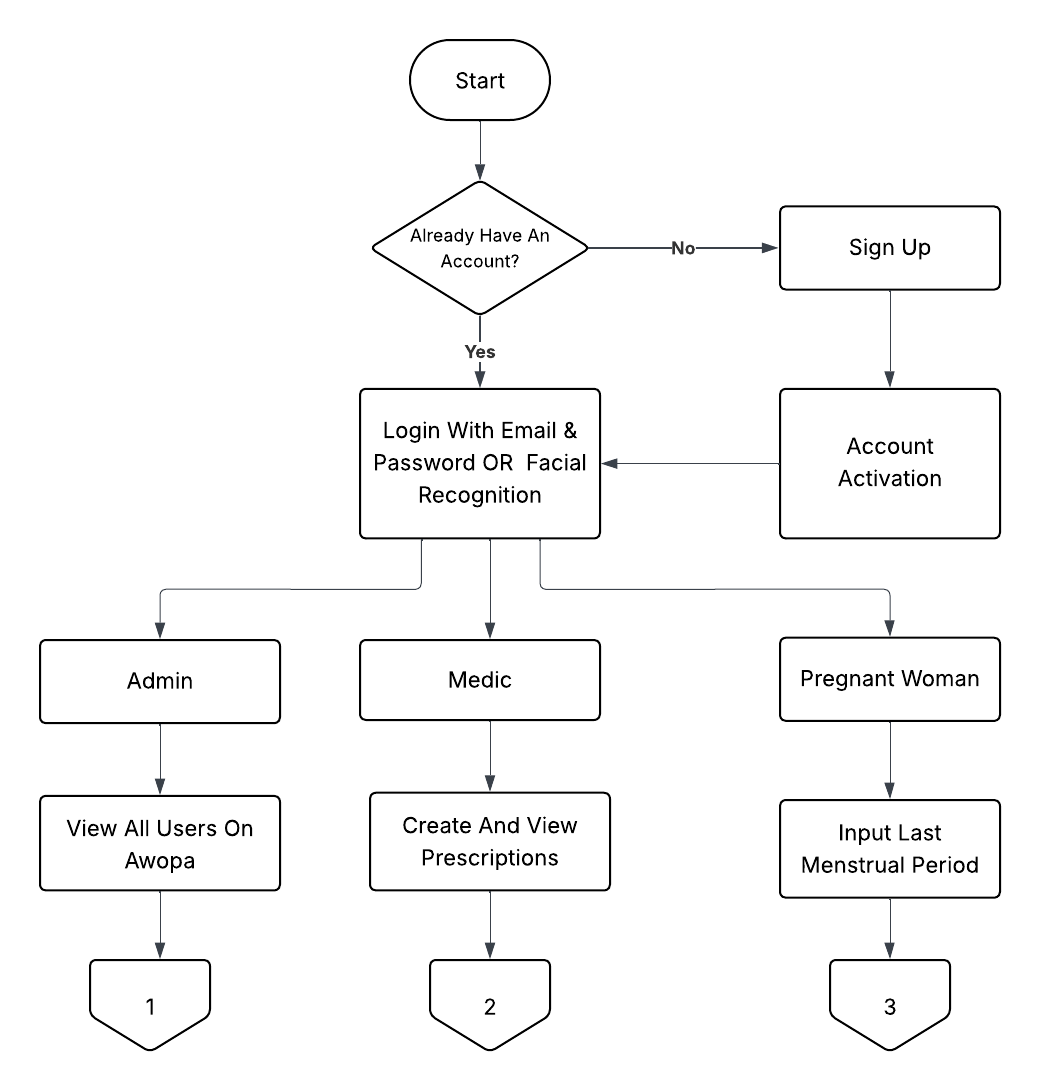 Start
Already Have An
Account?
No
Sign Up
Yes
Login With Email &
Password OR  Facial
Recognition
Account
Activation
Admin
Medic
Pregnant Woman
View All Users On
Awopa
Create And View
Prescriptions
Input Last
Menstrual Period
1
2
3